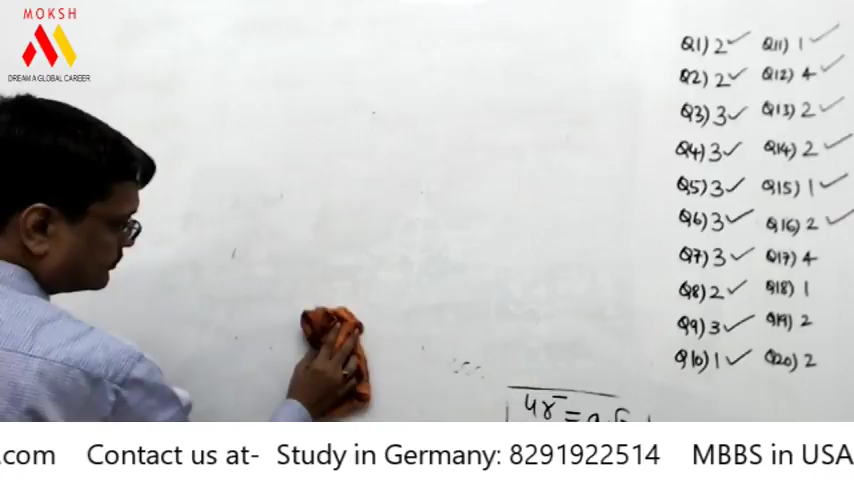 MOKSH
DREAM A GLOBAL CAREER
Q1) 2 ✓
Q2) 2 ✓
Q3) 3 ✓
Q4) 3 ✓
Q5) 3 ✓
Q6) 3 ✓
Q7) 3 ✓
Q8) 2 ✓
Q9) 3 ✓
Q10) 1 ✓
Q11) 1 ✓
Q12) 4 ✓
Q13) 2 ✓
Q14) 2 ✓
Q15) 1 ✓
Q16) 2 ✓
Q17) 4
Q18) 1
Q19) 2
Q20) 2
4r =
.com Contact us at- Study in Germany: 8291922514 MBBS in USA